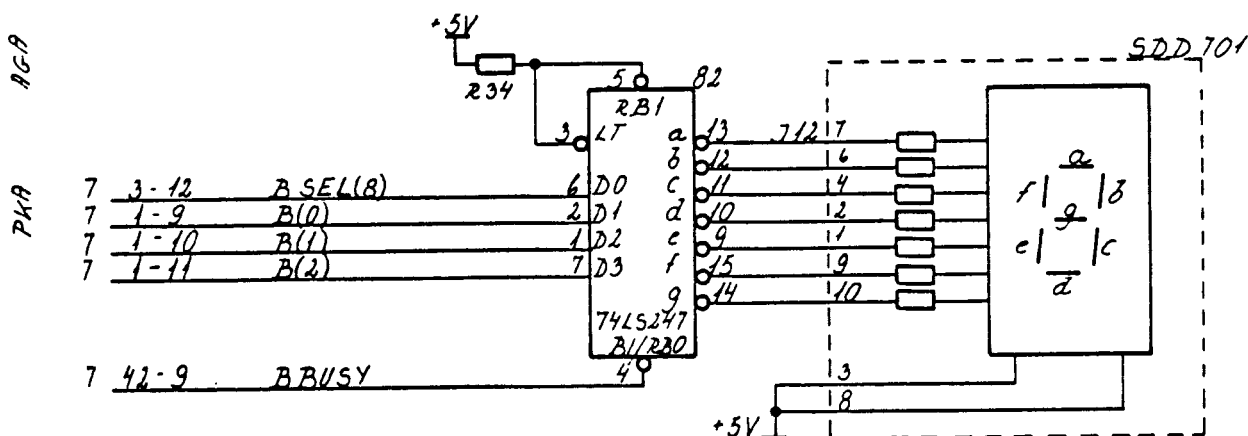 AGA
PKA
+5V
R34
SDD 701
5
82
RBI
3
LT
a 13 J12 7
b 12 6
c 11 4
7 3-12 BSEL(8) 6 D0
d 10 2
7 1-9 B(0) 2 D1
e 9 1
7 1-10 B(1) 1 D2
f 15 9
7 1-11 B(2) 7 D3
g 14 10
74LS247
BI/RBO
7 42-9 BBUSY 4
a
f b
g
e c
d
3
8
+5V